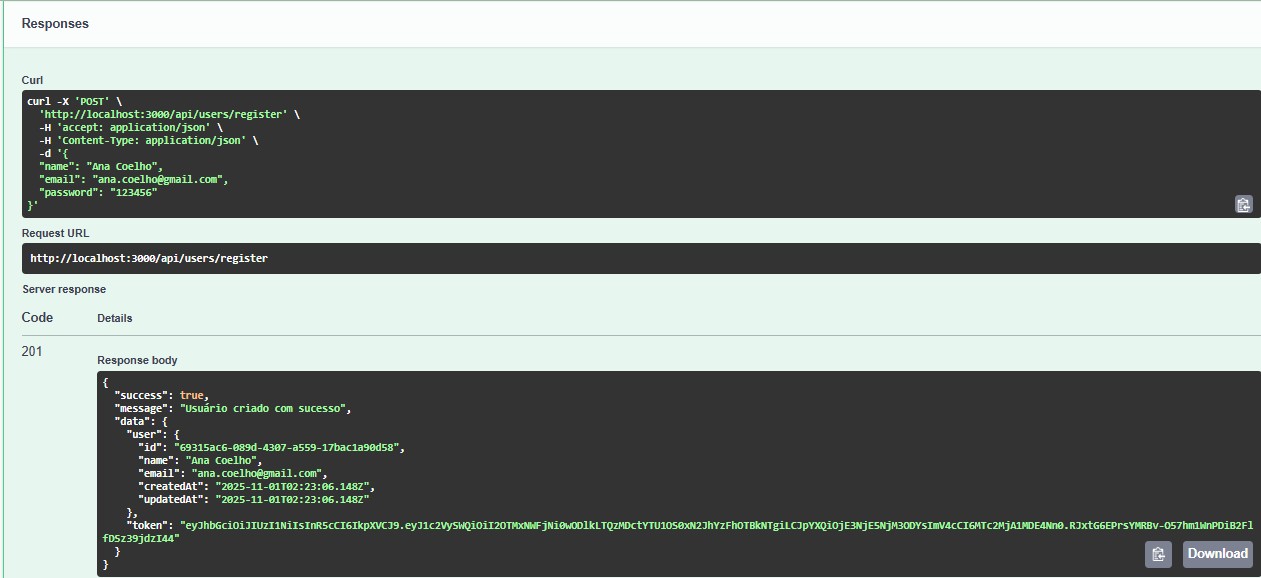 Responses
Curl
curl -X 'POST' \
  'http://localhost:3000/api/users/register' \
  -H 'accept: application/json' \
  -H 'Content-Type: application/json' \
  -d '{
  "name": "Ana Coelho",
  "email": "ana.coelho@gmail.com",
  "password": "123456"
}'
Request URL
http://localhost:3000/api/users/register
Server response
Code Details
201
Response body
{
  "success": true,
  "message": "Usuário criado com sucesso",
  "data": {
    "user": {
      "id": "69315ac6-089d-4307-a559-17bac1a90d58",
      "name": "Ana Coelho",
      "email": "ana.coelho@gmail.com",
      "createdAt": "2025-11-01T02:23:06.148Z",
      "updatedAt": "2025-11-01T02:23:06.148Z"
    },
    "token":
  }
}
Download